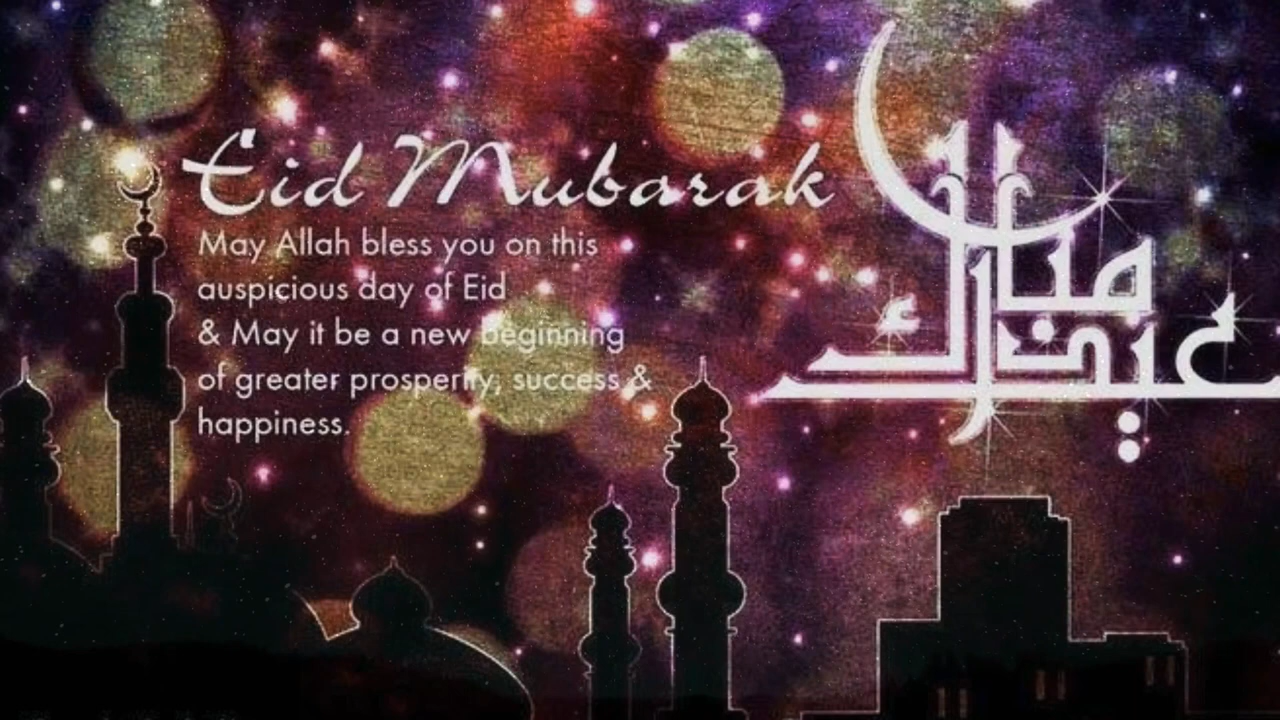 Eid Mubarak
May Allah bless you on this
auspicious day of Eid
& May it be a new beginning
of greater prosperity, success &
happiness.
عيد مبارك